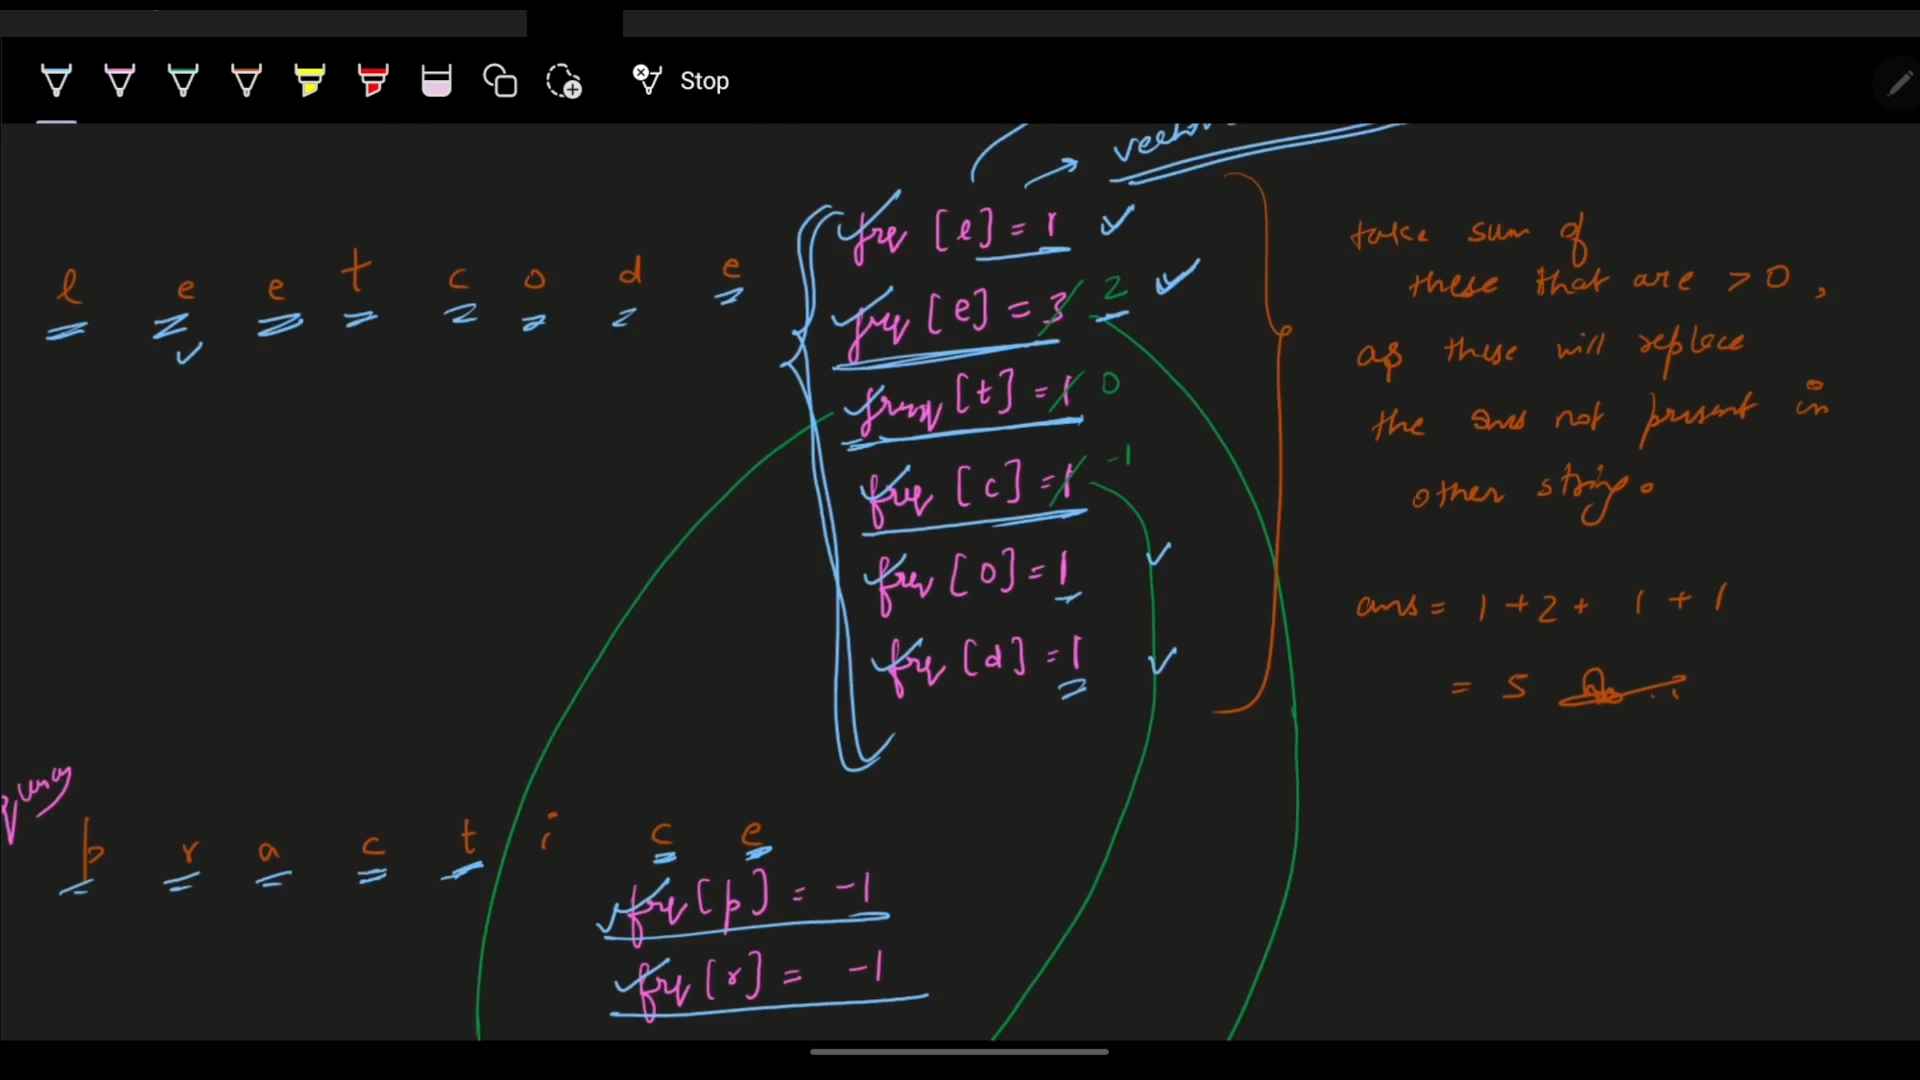 Stop
vector
l e e t c o d e
freq [l] = 1
freq [e] = 3 2
freq [t] = 1 0
freq [c] = 1 -1
freq [o] = 1
freq [d] = 1
take sum of
these that are > 0 ,
as these will replace
the ones not present in
other string.
ans = 1 + 2 + 1 + 1
= 5
p r a c t i c e
freq [p] = -1
freq [r] = -1